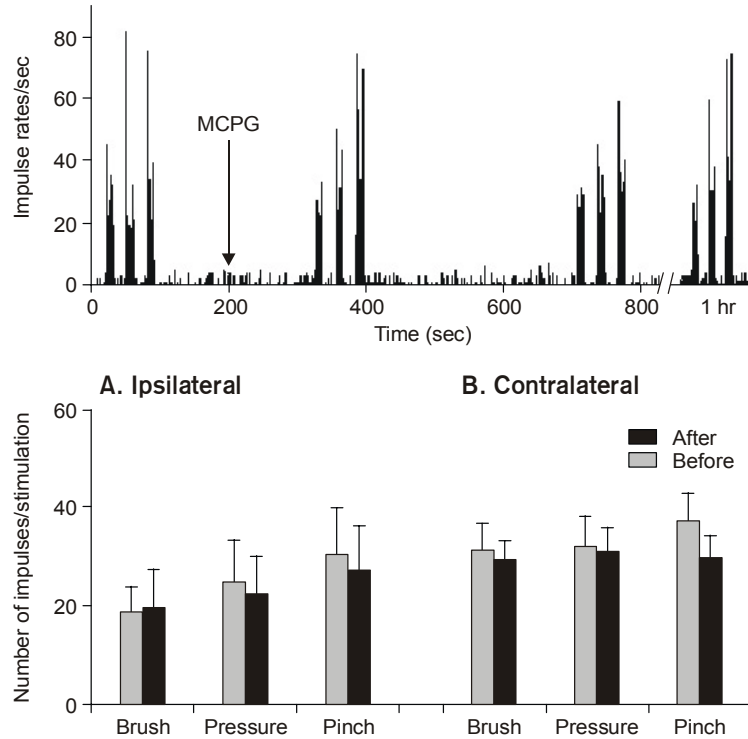 Impulse rates/sec
80
60
40
20
0
MCPG
0 200 400 600 800 1 hr
Time (sec)
A. Ipsilateral B. Contralateral
Number of impulses/stimulation
60
40
20
0
After
Before
Brush Pressure Pinch Brush Pressure Pinch